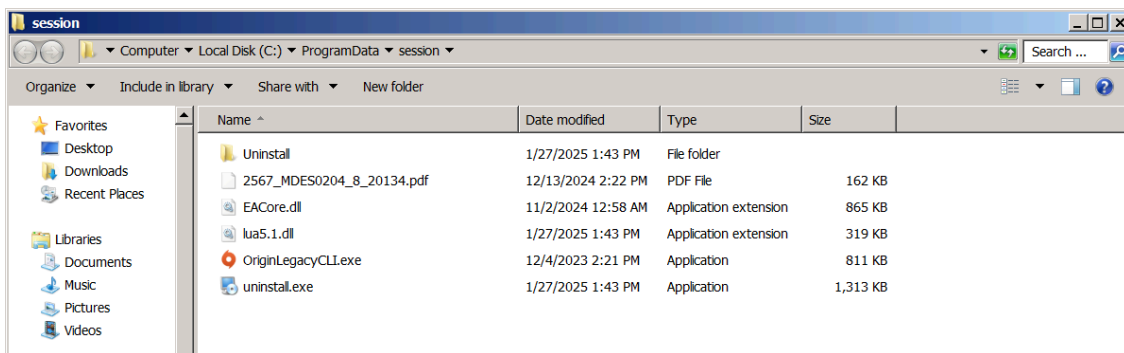 session
Computer Local Disk (C:) ProgramData session Search ...
Organize Include in library Share with New folder
Favorites
Desktop
Downloads
Recent Places
Libraries
Documents
Music
Pictures
Videos
Name Date modified Type Size
Uninstall 1/27/2025 1:43 PM File folder
2567_MDES0204_8_20134.pdf 12/13/2024 2:22 PM PDF File 162 KB
EACore.dll 11/2/2024 12:58 AM Application extension 865 KB
lua5.1.dll 1/27/2025 1:43 PM Application extension 319 KB
OriginLegacyCLI.exe 12/4/2023 2:21 PM Application 811 KB
uninstall.exe 1/27/2025 1:43 PM Application 1,313 KB